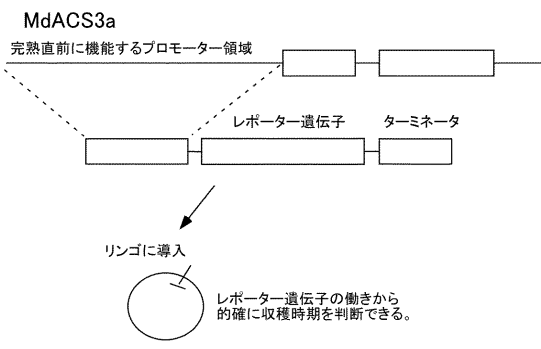 MdACS3a
完熟直前に機能するプロモーター領域
レポーター遺伝子
ターミネータ
リンゴに導入
レポーター遺伝子の働きから
的確に収穫時期を判断できる。